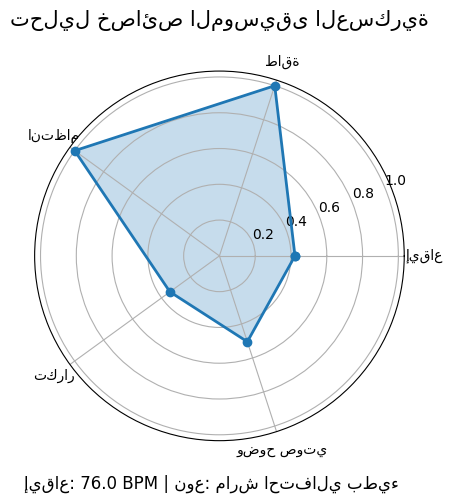 تحليل خصائص الموسيقى العسكرية
طاقة
انتظام
1.0
0.8
0.6
0.4
0.2
إيقاع
تكرار
وضوح صوتي
إيقاع: 76.0 BPM | نوع: مارش احتفالي بطيء